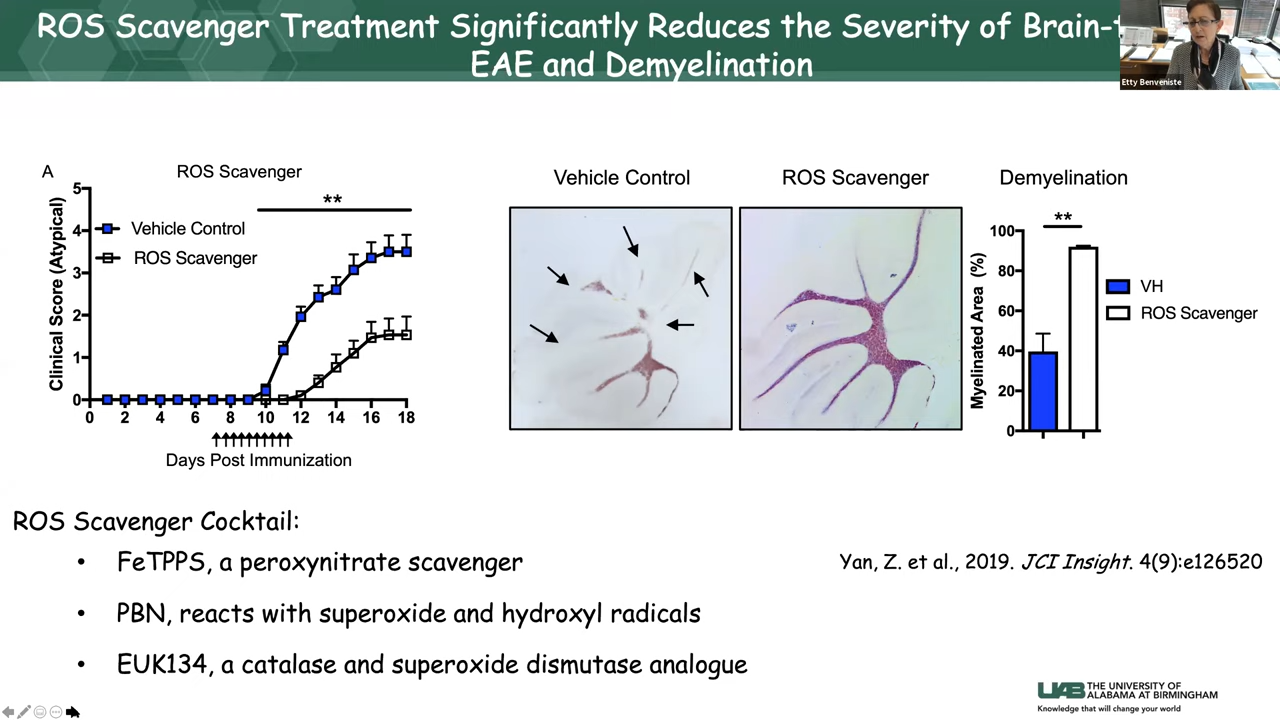 ROS Scavenger Treatment Significantly Reduces the Severity of Brain-
EAE and Demyelination
Etty Benveniste
A
ROS Scavenger
**
Clinical Score (Atypical)
5
4
3
2
1
0
Vehicle Control
ROS Scavenger
0 2 4 6 8 10 12 14 16 18
Days Post Immunization
Vehicle Control
ROS Scavenger
Demyelination
**
Myelinated Area (%)
100
80
60
40
20
0
VH
ROS Scavenger
ROS Scavenger Cocktail:
• FeTPPS, a peroxynitrate scavenger
• PBN, reacts with superoxide and hydroxyl radicals
• EUK134, a catalase and superoxide dismutase analogue
Yan, Z. et al., 2019. JCI Insight. 4(9):e126520
UAB THE UNIVERSITY OF
ALABAMA AT BIRMINGHAM
Knowledge that will change your world